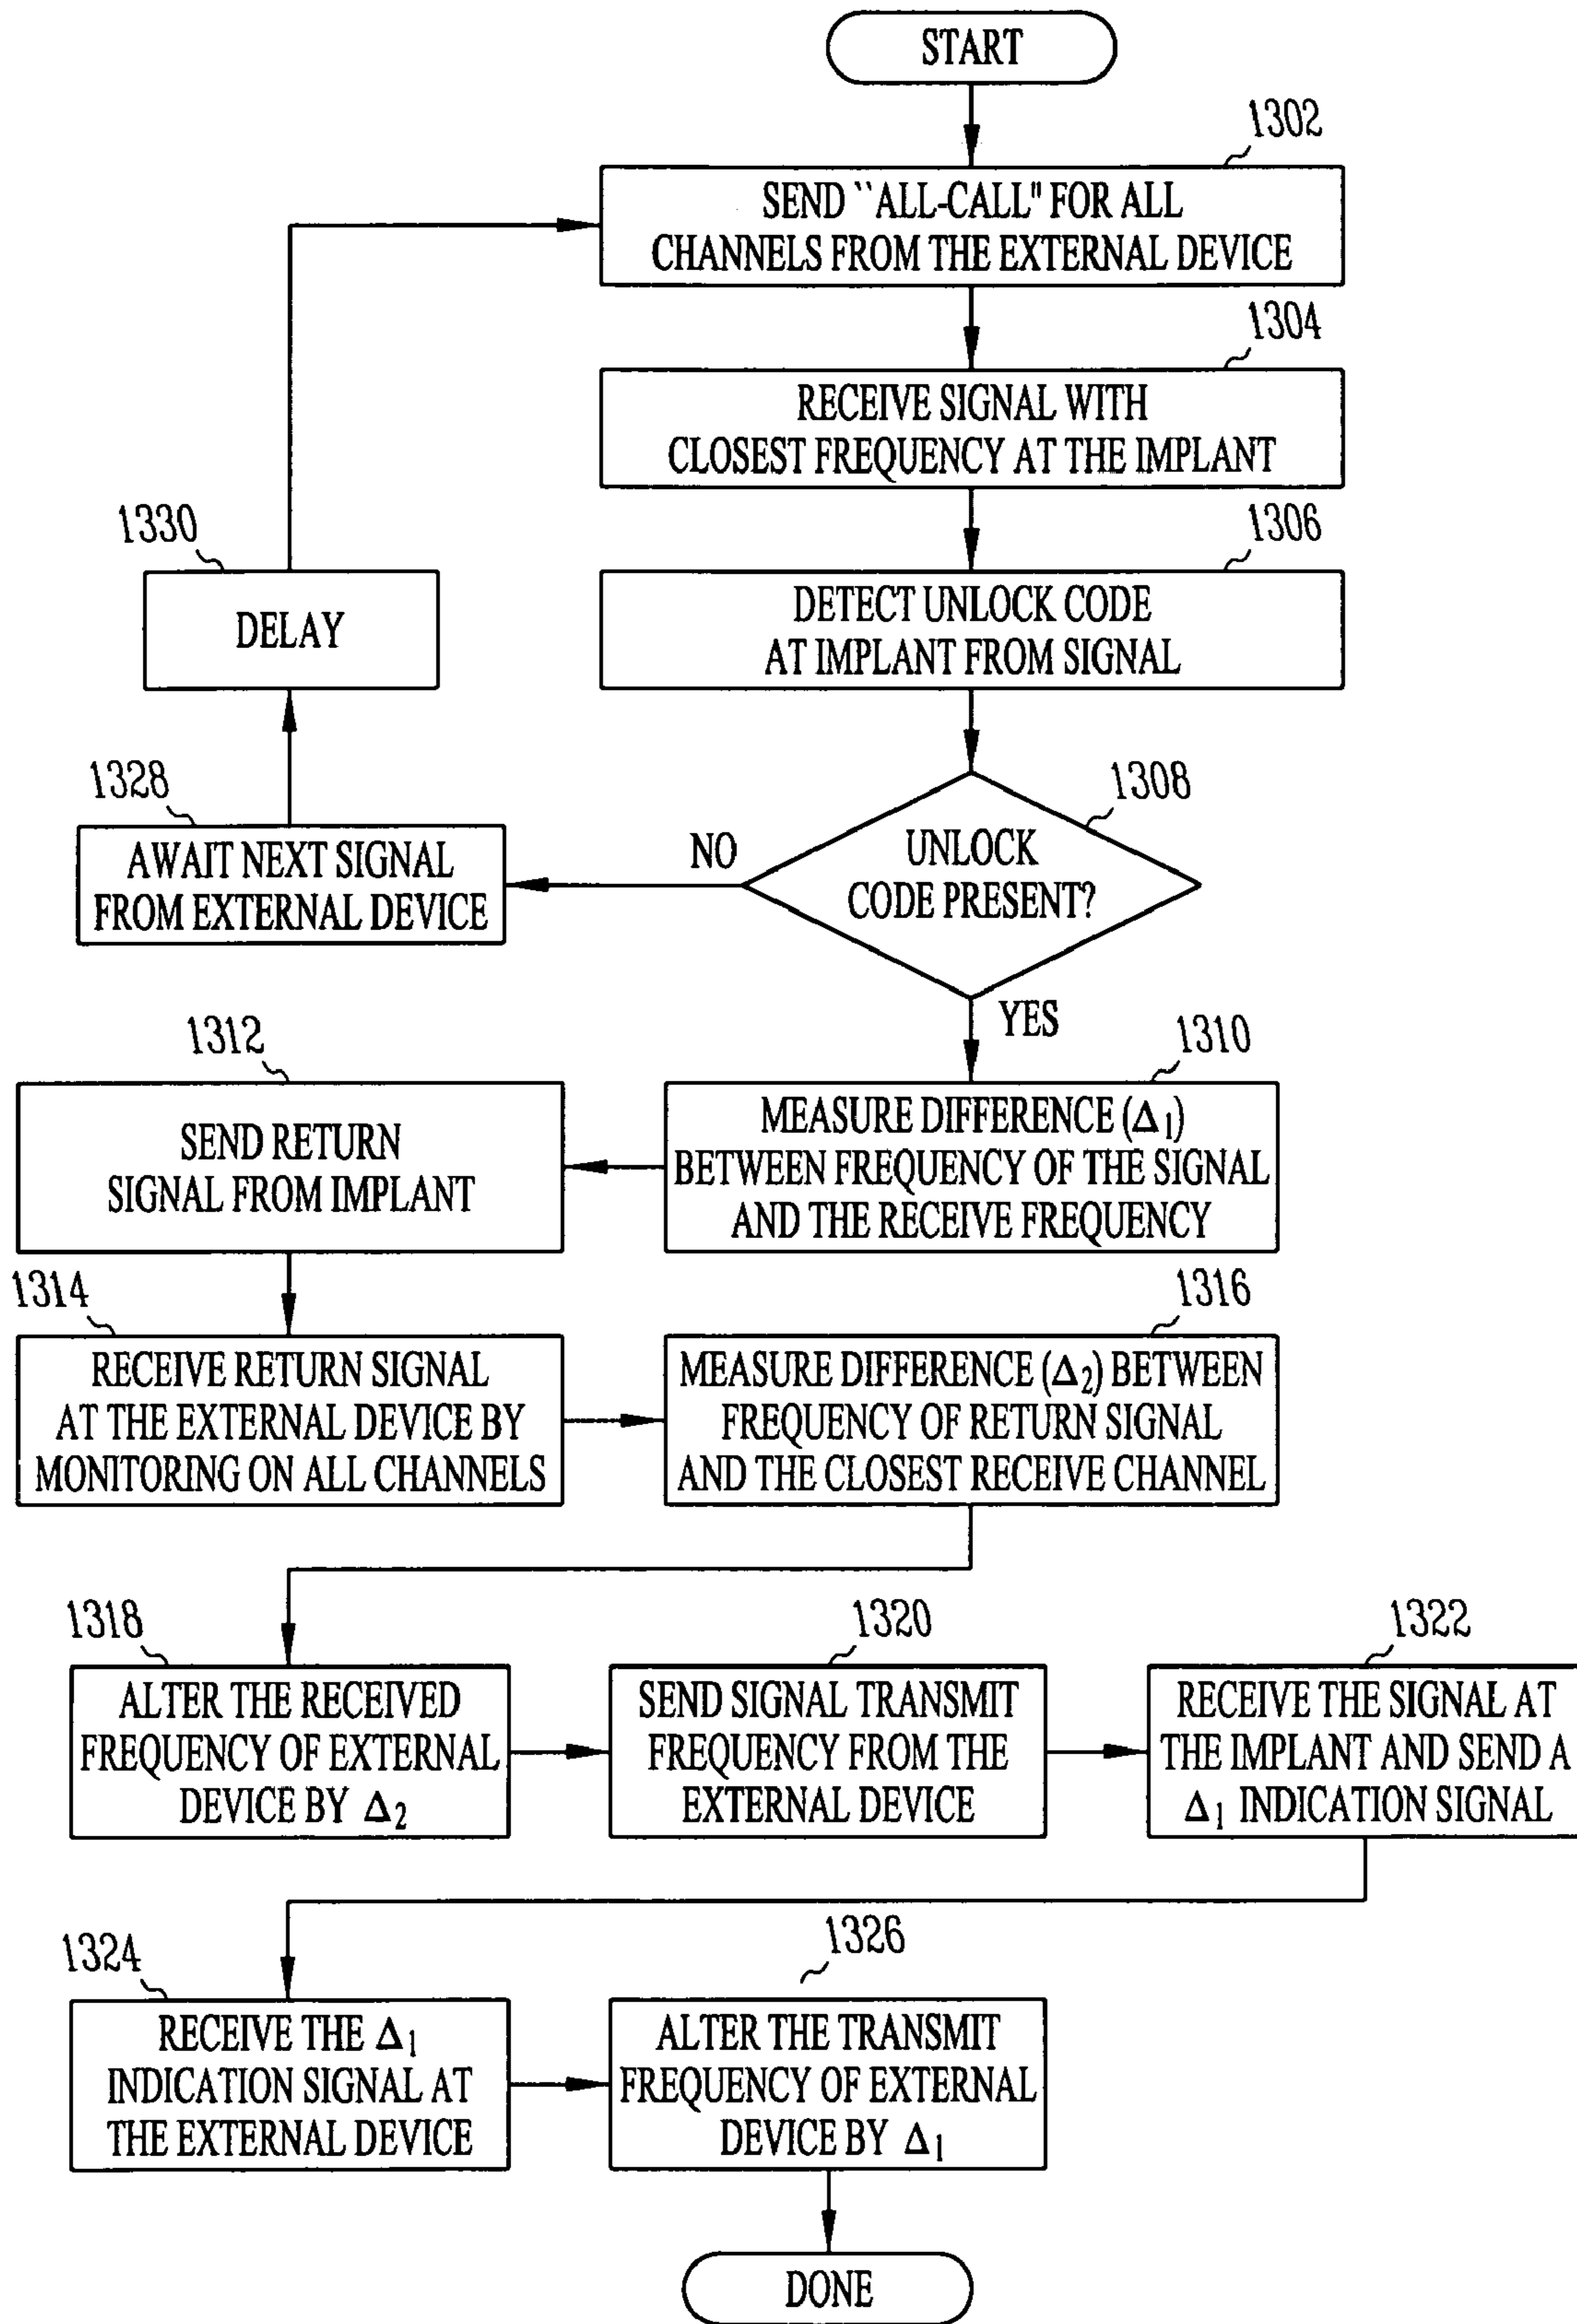 START
1302
SEND ``ALL-CALL" FOR ALL
CHANNELS FROM THE EXTERNAL DEVICE
1304
RECEIVE SIGNAL WITH
CLOSEST FREQUENCY AT THE IMPLANT
1306
DETECT UNLOCK CODE
AT IMPLANT FROM SIGNAL
1330
DELAY
1308
UNLOCK
CODE PRESENT?
NO
1328
AWAIT NEXT SIGNAL
FROM EXTERNAL DEVICE
YES
1310
MEASURE DIFFERENCE (Δ1)
BETWEEN FREQUENCY OF THE SIGNAL
AND THE RECEIVE FREQUENCY
1312
SEND RETURN
SIGNAL FROM IMPLANT
1314
RECEIVE RETURN SIGNAL
AT THE EXTERNAL DEVICE BY
MONITORING ON ALL CHANNELS
1316
MEASURE DIFFERENCE (Δ2) BETWEEN
FREQUENCY OF RETURN SIGNAL
AND THE CLOSEST RECEIVE CHANNEL
1318
ALTER THE RECEIVED
FREQUENCY OF EXTERNAL
DEVICE BY Δ2
1320
SEND SIGNAL TRANSMIT
FREQUENCY FROM THE
EXTERNAL DEVICE
1322
RECEIVE THE SIGNAL AT
THE IMPLANT AND SEND A
Δ1 INDICATION SIGNAL
1324
RECEIVE THE Δ1
INDICATION SIGNAL AT
THE EXTERNAL DEVICE
1326
ALTER THE TRANSMIT
FREQUENCY OF EXTERNAL
DEVICE BY Δ1
DONE